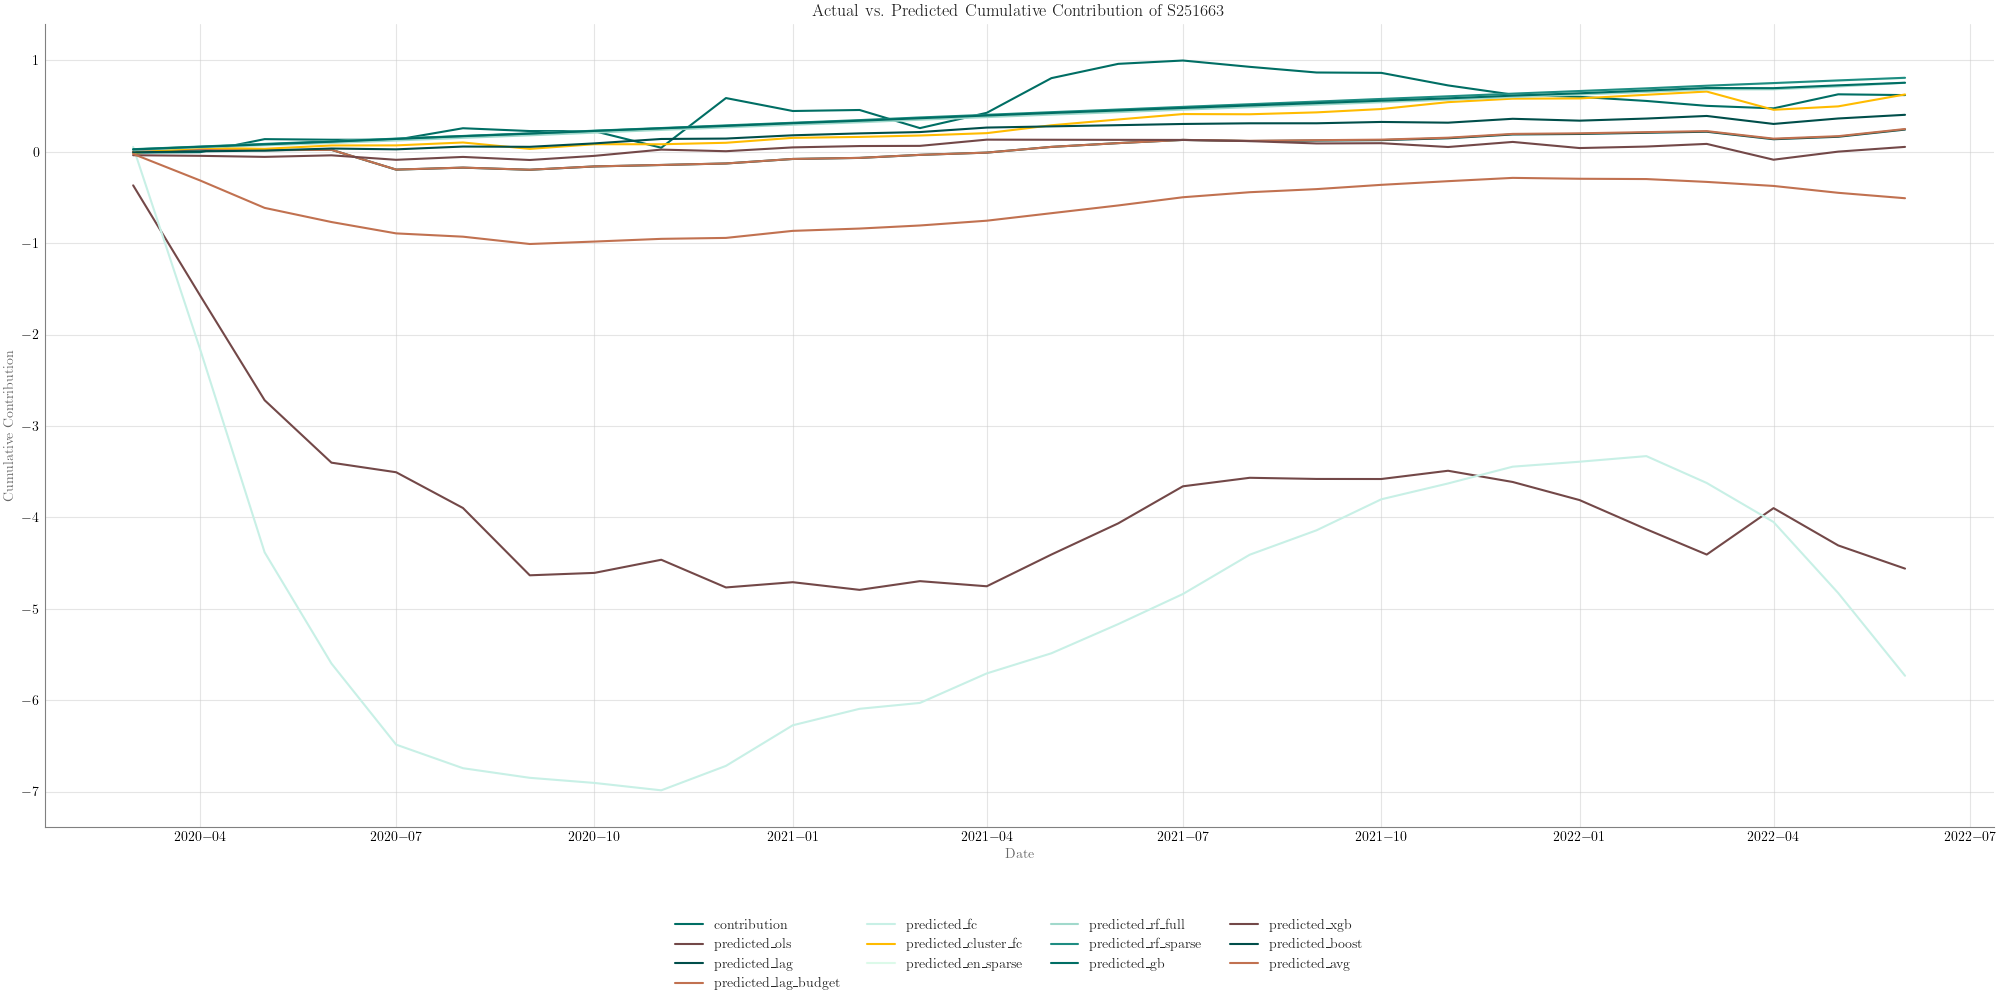 Actual vs. Predicted Cumulative Contribution of S251663
1
0
−1
−2
−3
−4
−5
−6
−7
Cumulative Contribution
2020−04 2020−07 2020−10 2021−01 2021−04 2021−07 2021−10 2022−01 2022−04 2022−07
Date
contribution predicted_fc predicted_rf_full predicted_xgb
predicted_ols predicted_cluster_fc predicted_rf_sparse predicted_boost
predicted_lag predicted_en_sparse predicted_gb predicted_avg
predicted_lag_budget